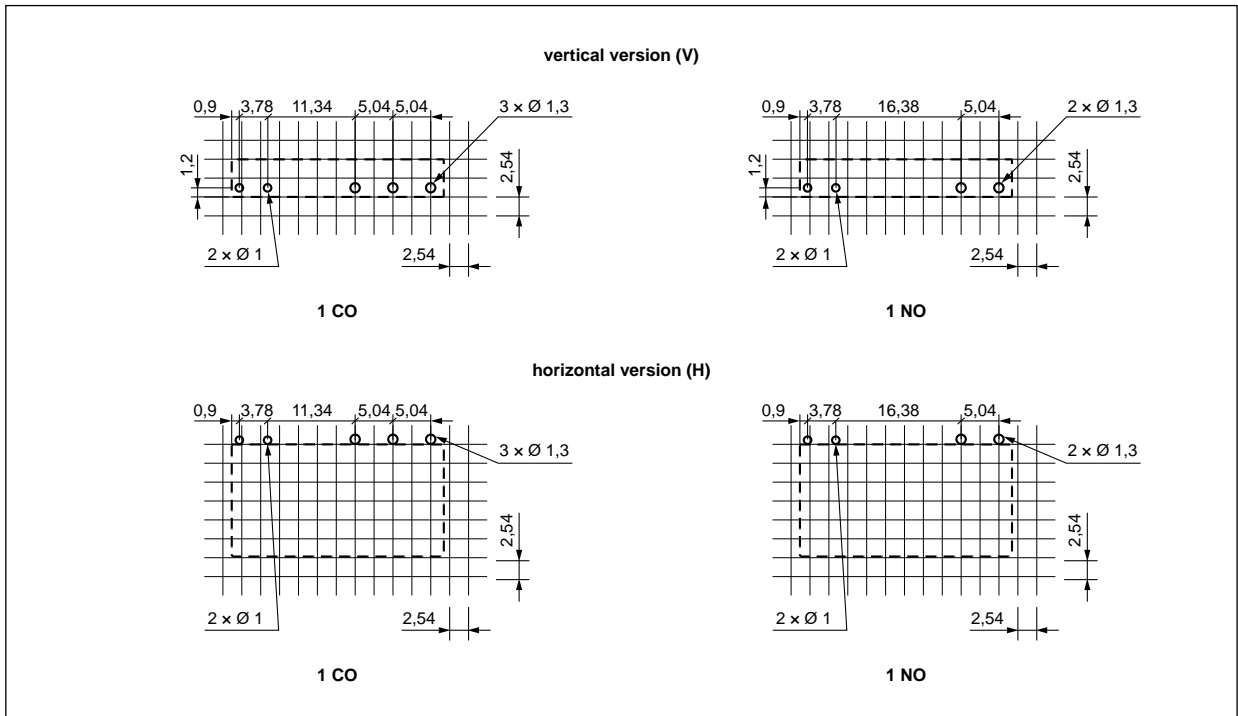 vertical version (V)
0,9 3,78 11,34 5,04 5,04 3 × Ø 1,3
1,2
2,54
2 × Ø 1 2,54
1 CO
0,9 3,78 16,38 5,04 2 × Ø 1,3
1,2
2,54
2 × Ø 1 2,54
1 NO
horizontal version (H)
0,9 3,78 11,34 5,04 5,04
3 × Ø 1,3
2,54
2 × Ø 1 2,54
1 CO
0,9 3,78 16,38 5,04
2 × Ø 1,3
2,54
2 × Ø 1 2,54
1 NO